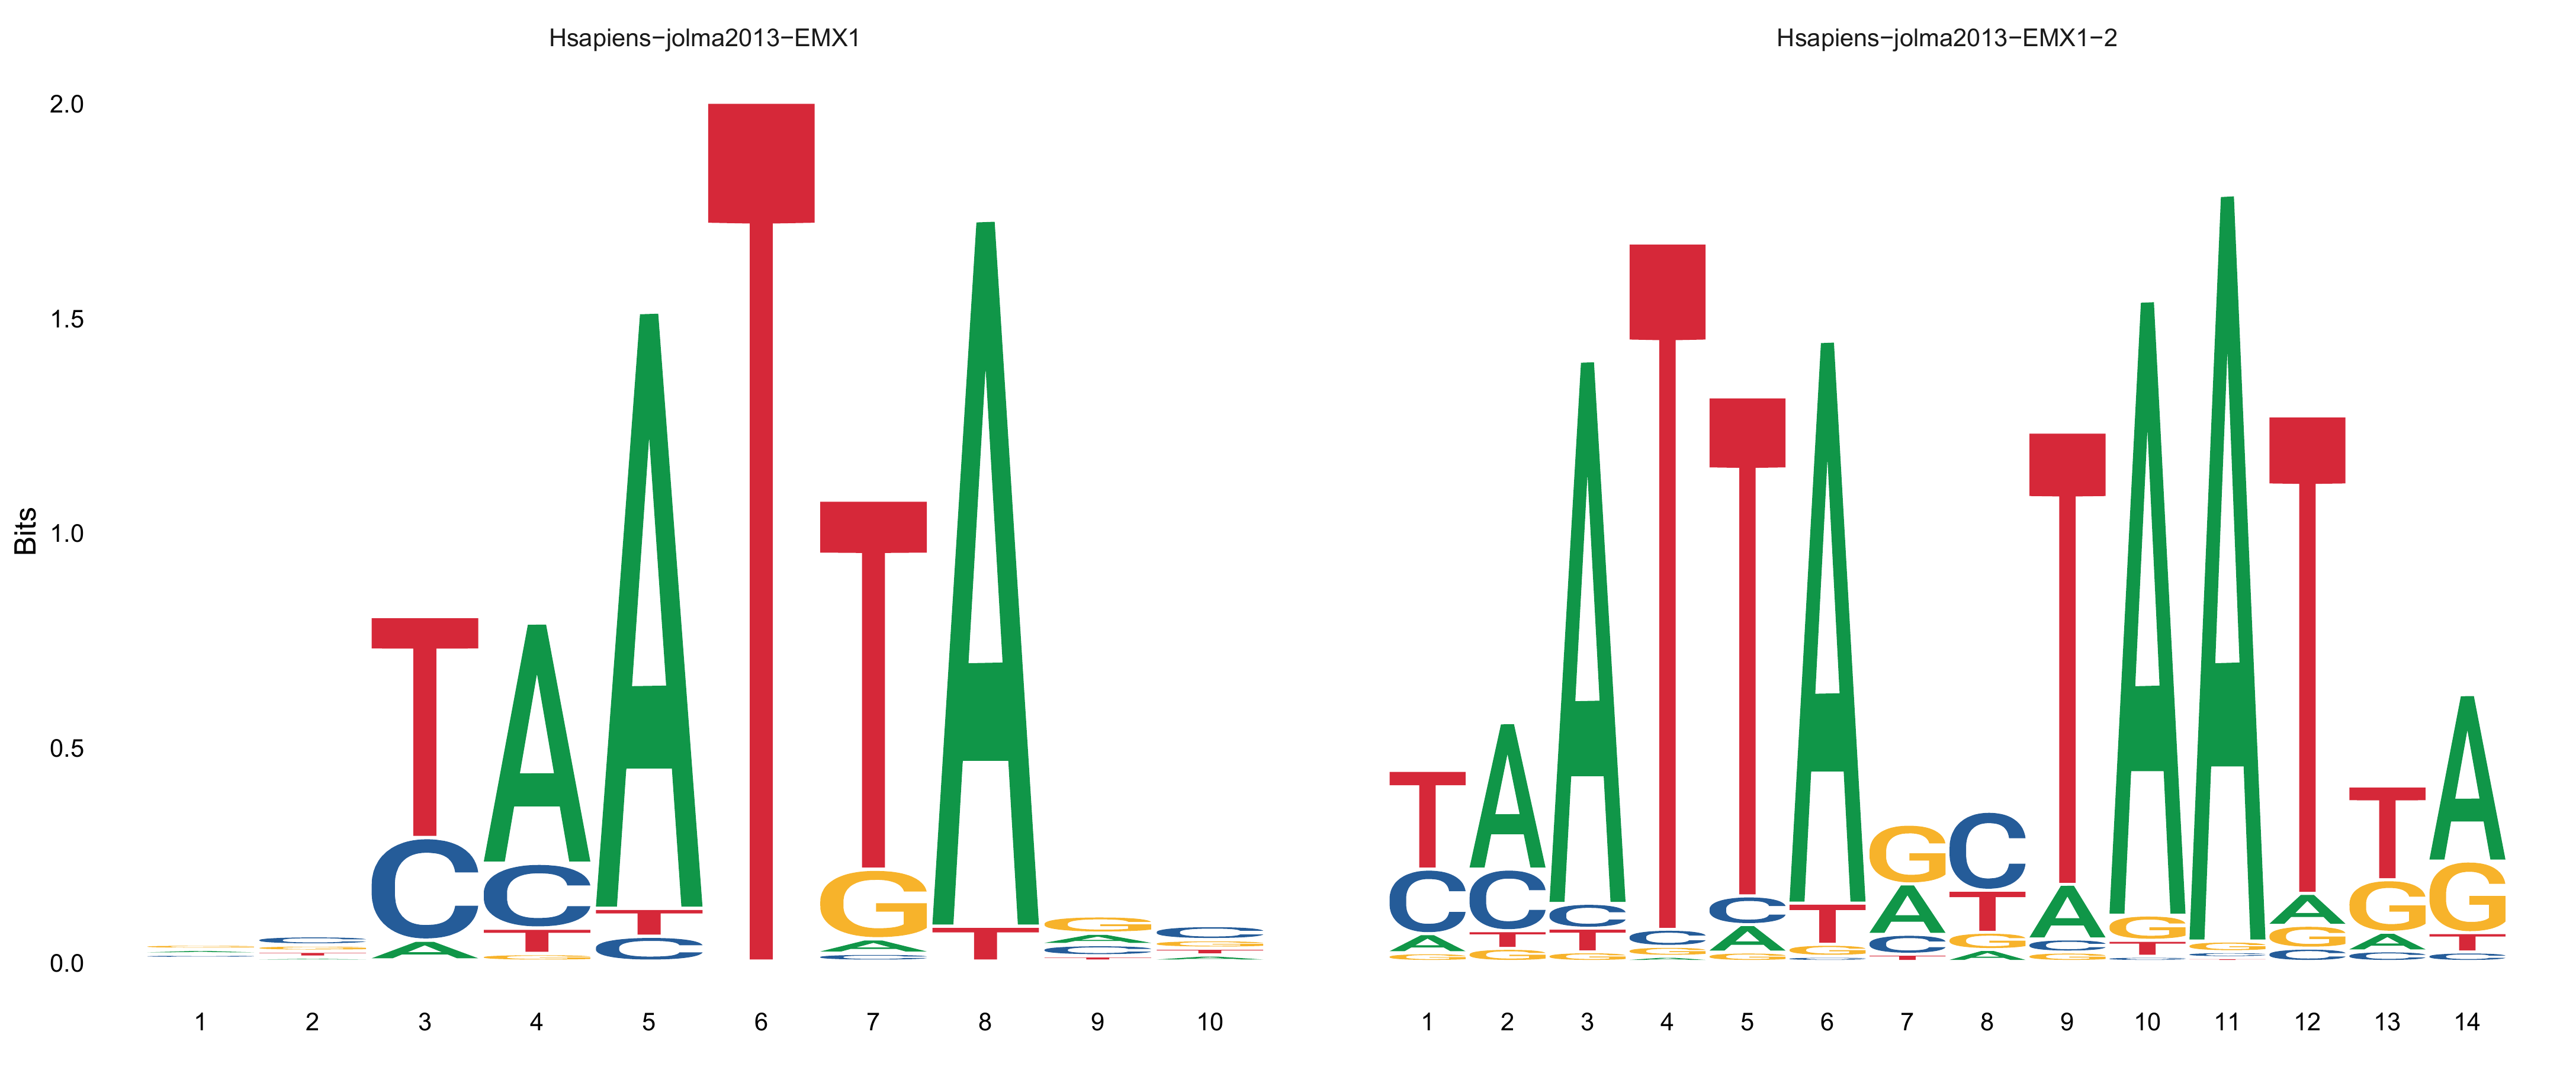 Hsapiens−jolma2013−EMX1 Hsapiens−jolma2013−EMX1−2
2.0
1.5
1.0
0.5
0.0
Bits
T A A T T A
C C T G T G
A T C A A C
C
G C
1 2 3 4 5 6 7 8 9 10
T A A T T A G C T A A T T A
C C C C C T A T A G G A G G
A T T G A G C G C T G A T
G G G G T A G C C C
1 2 3 4 5 6 7 8 9 10 11 12 13 14